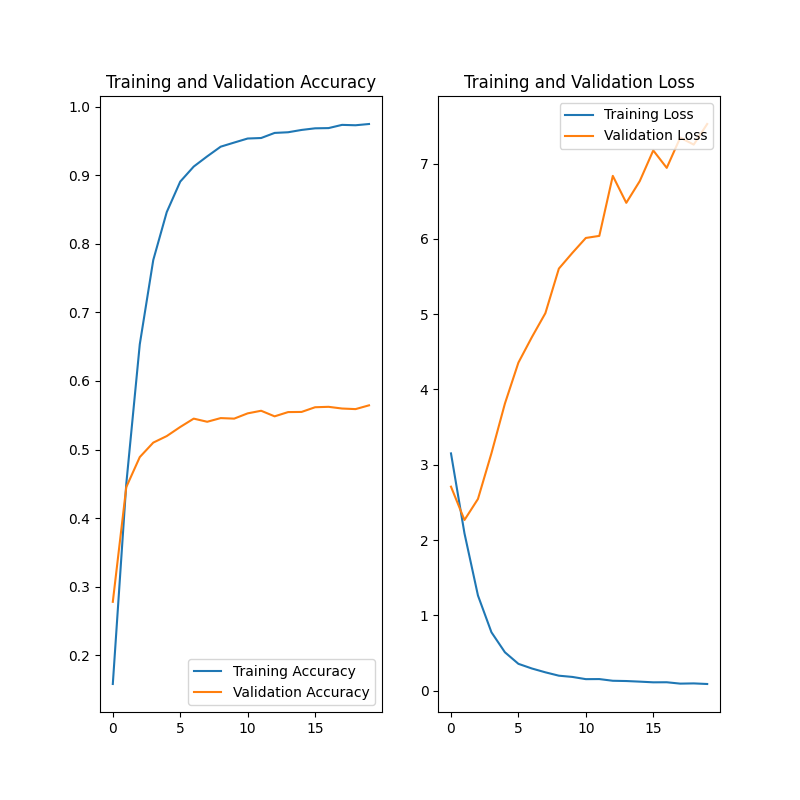 Training and Validation Accuracy
1.0
0.9
0.8
0.7
0.6
0.5
0.4
0.3
0.2
Training Accuracy
Validation Accuracy
0 5 10 15
Training and Validation Loss
Training Loss
Validation Loss
7
6
5
4
3
2
1
0
0 5 10 15